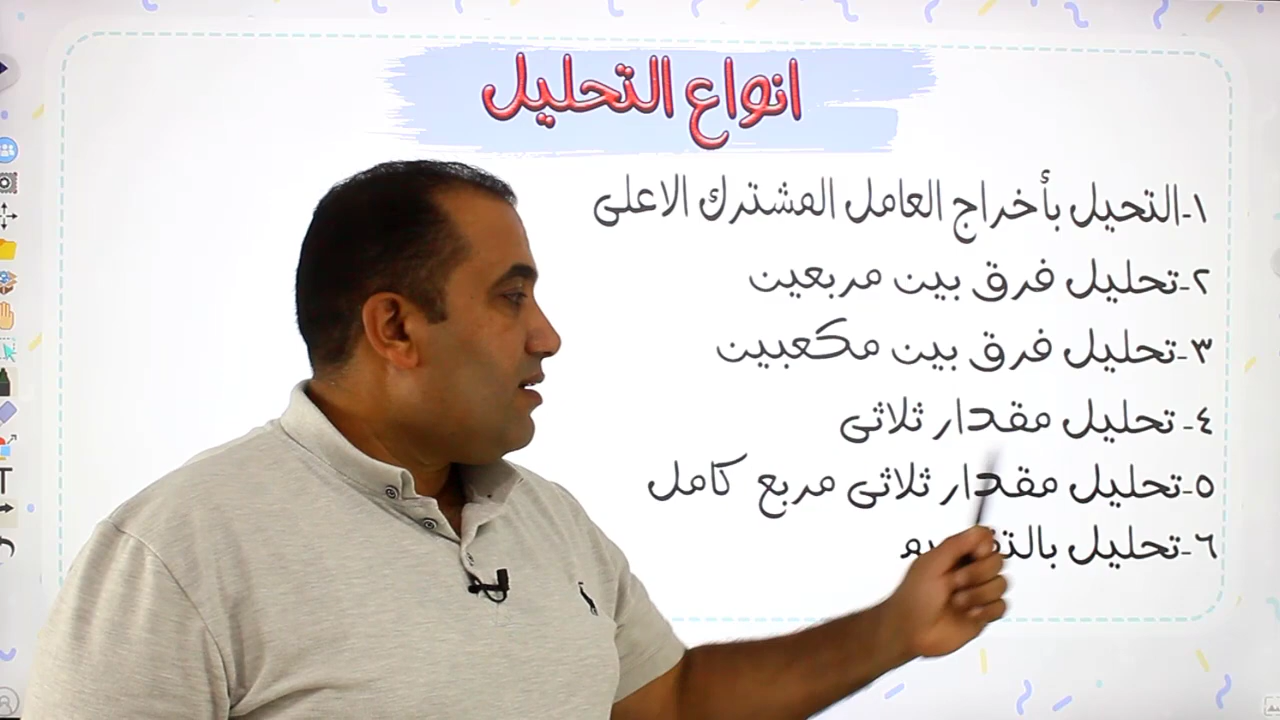 انواع التحليل
١-التحيل بأخراج العامل المشترك الاعلى
٢-تحليل فرق بين مربعين
٣-تحليل فرق بين مكعبين
٤- تحليل مقدار ثلاثى
٥-تحليل مقدار ثلاثى مربع كامل
٦-تحليل